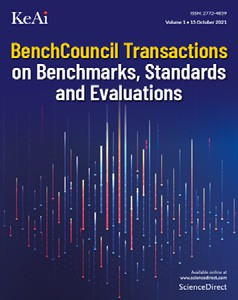 KeAi
ISSN: 2772-4859
Volume 1 • 15 October 2021
BenchCouncil Transactions
on Benchmarks, Standards
and Evaluations
Available online at
www.sciencedirect.com
ScienceDirect